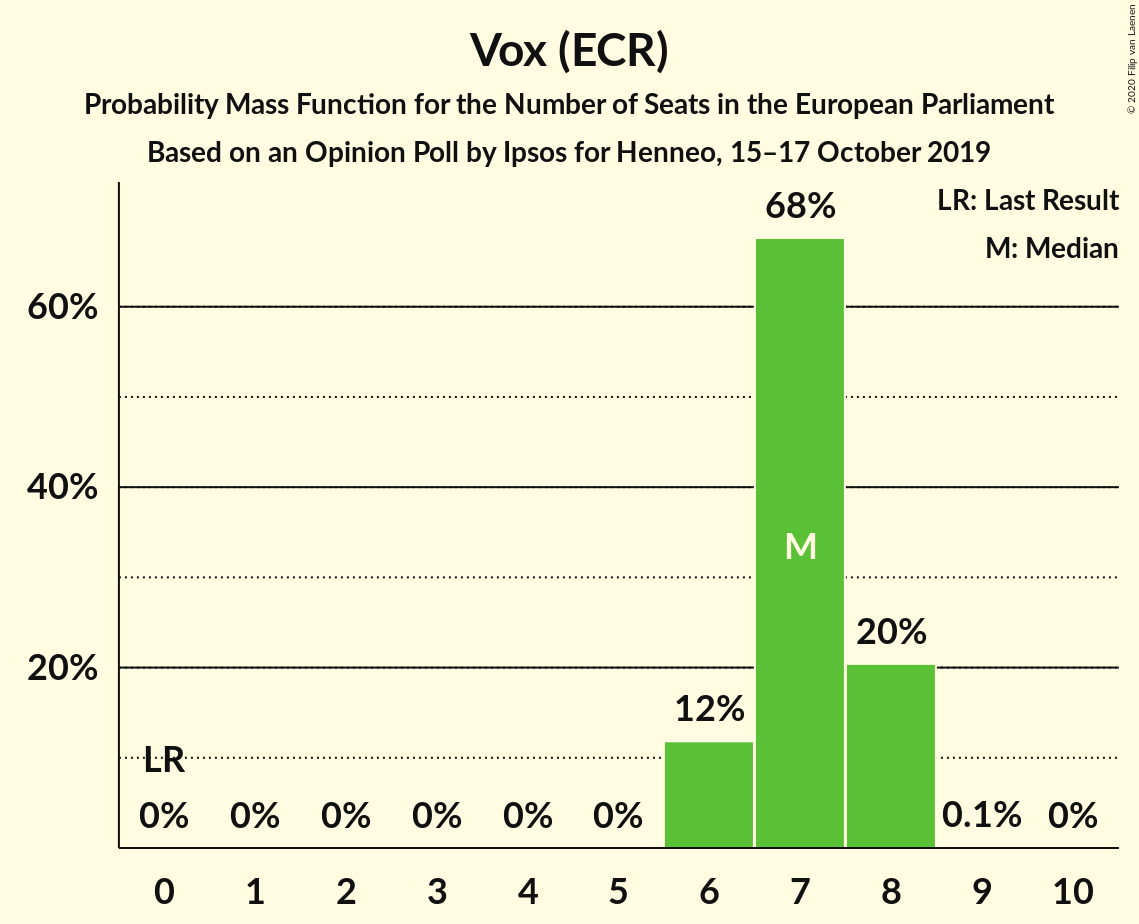 Vox (ECR)
Probability Mass Function for the Number of Seats in the European Parliament
Based on an Opinion Poll by Ipsos for Henneo, 15–17 October 2019
© 2020 Filip van Laenen
LR: Last Result
M: Median
68%
60%
40%
M
20%
20%
12%
LR
0% 0% 0% 0% 0% 0% 0.1% 0%
0 1 2 3 4 5 6 7 8 9 10